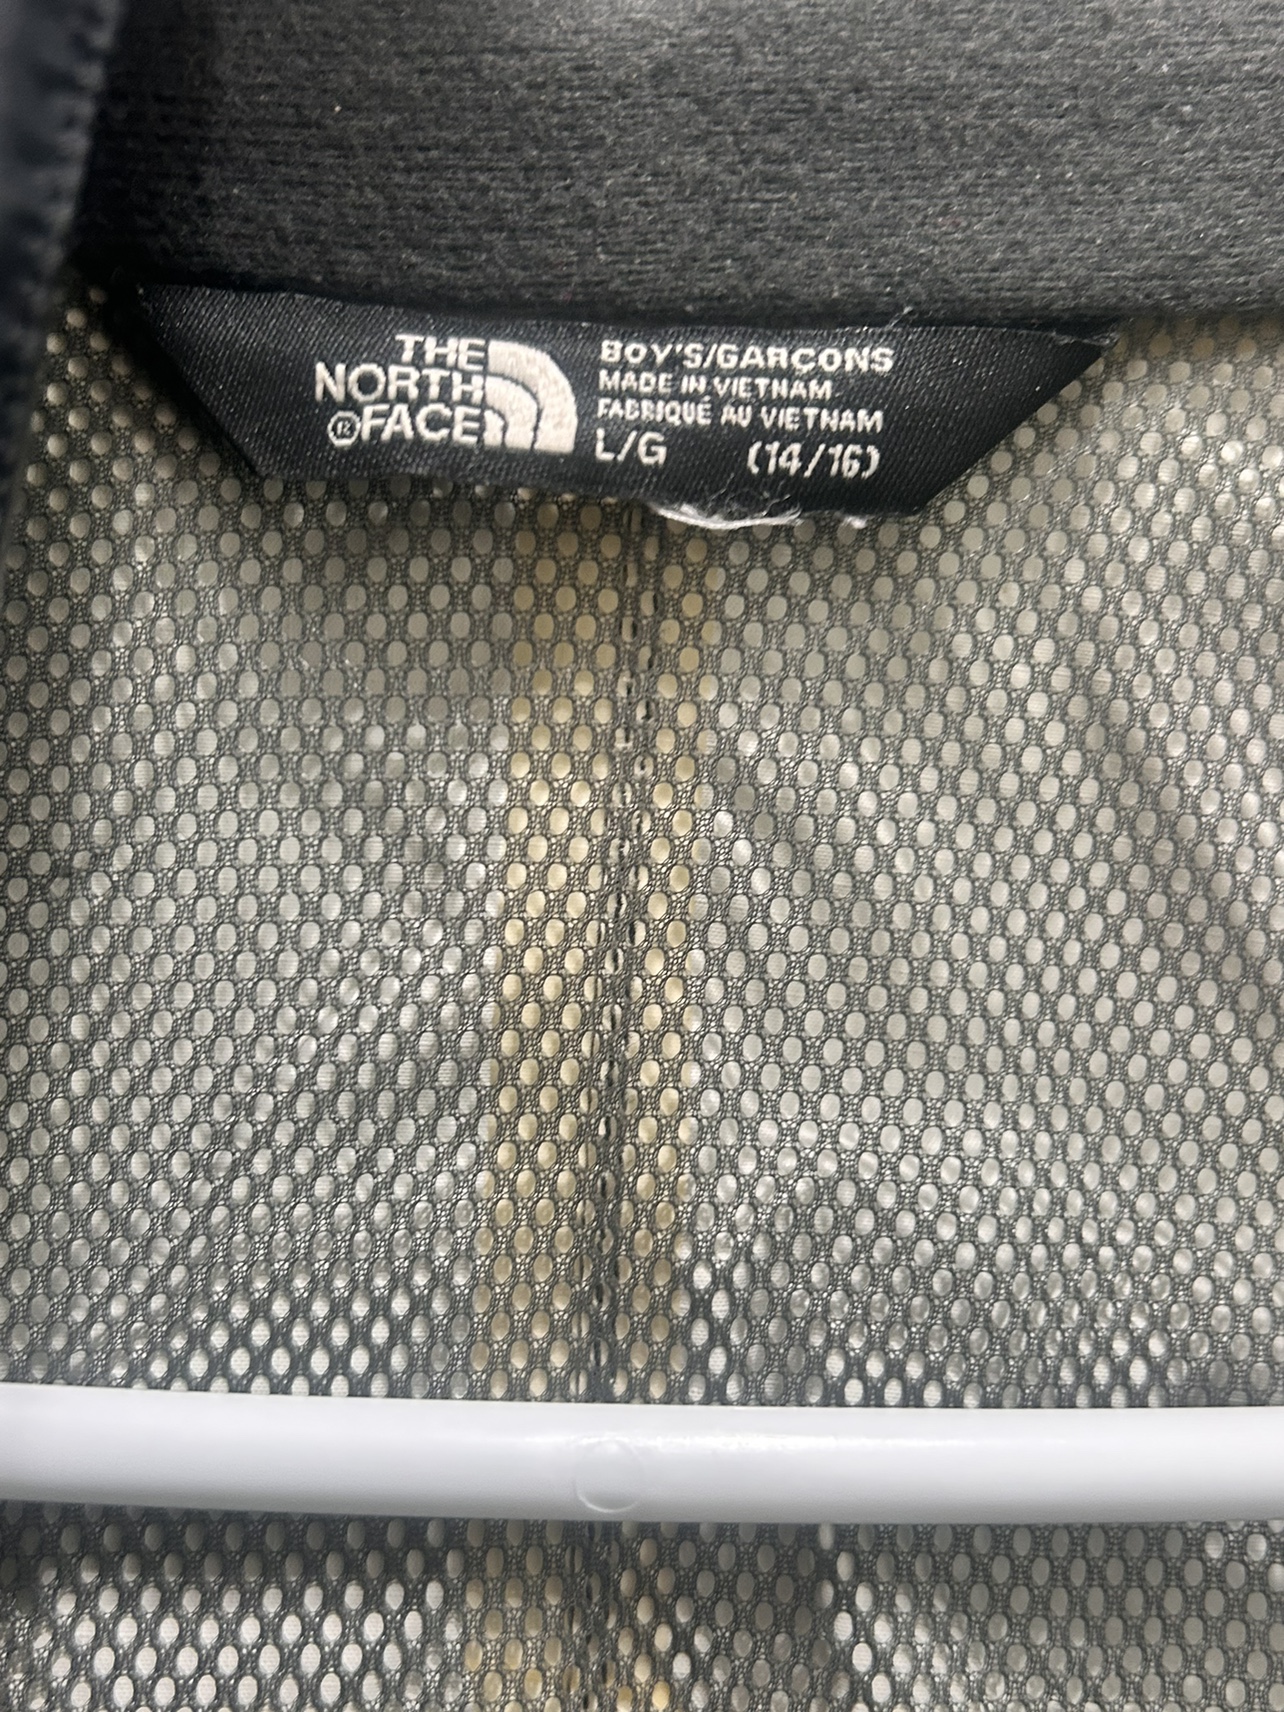 THE
NORTH
®FACE
BOY'S/GARÇONS
MADE IN VIETNAM
FABRIQUÉ AU VIETNAM
L/G (14/16)